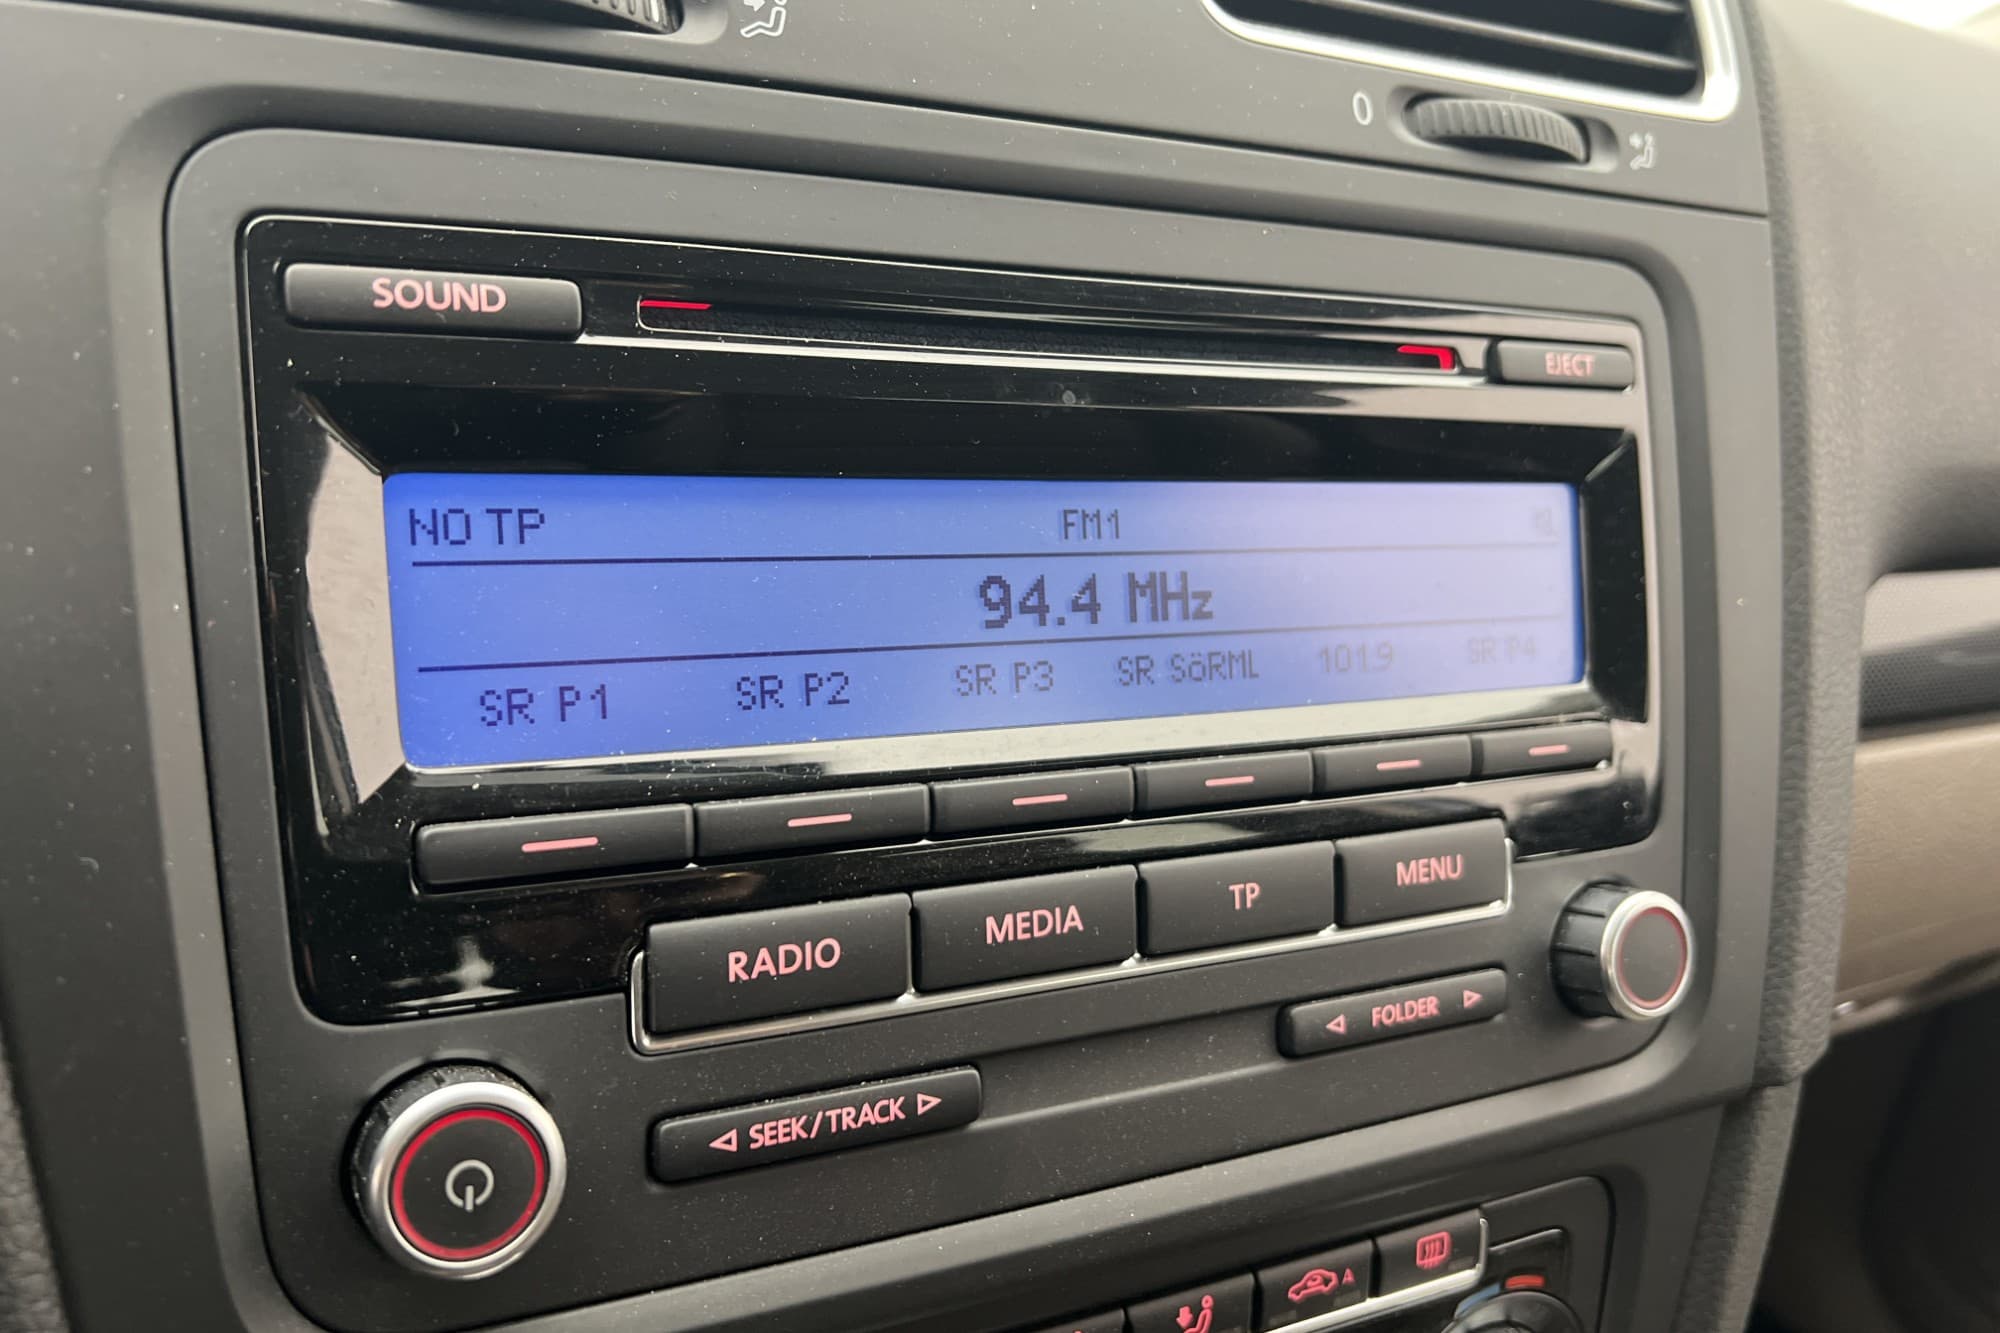 0
SOUND
EJECT
NO TP FM1
94.4 MHz
SR P1 SR P2 SR P3 SR SöRML 101.9 SR P4
RADIO MEDIA TP MENU
FOLDER
SEEK/TRACK
A